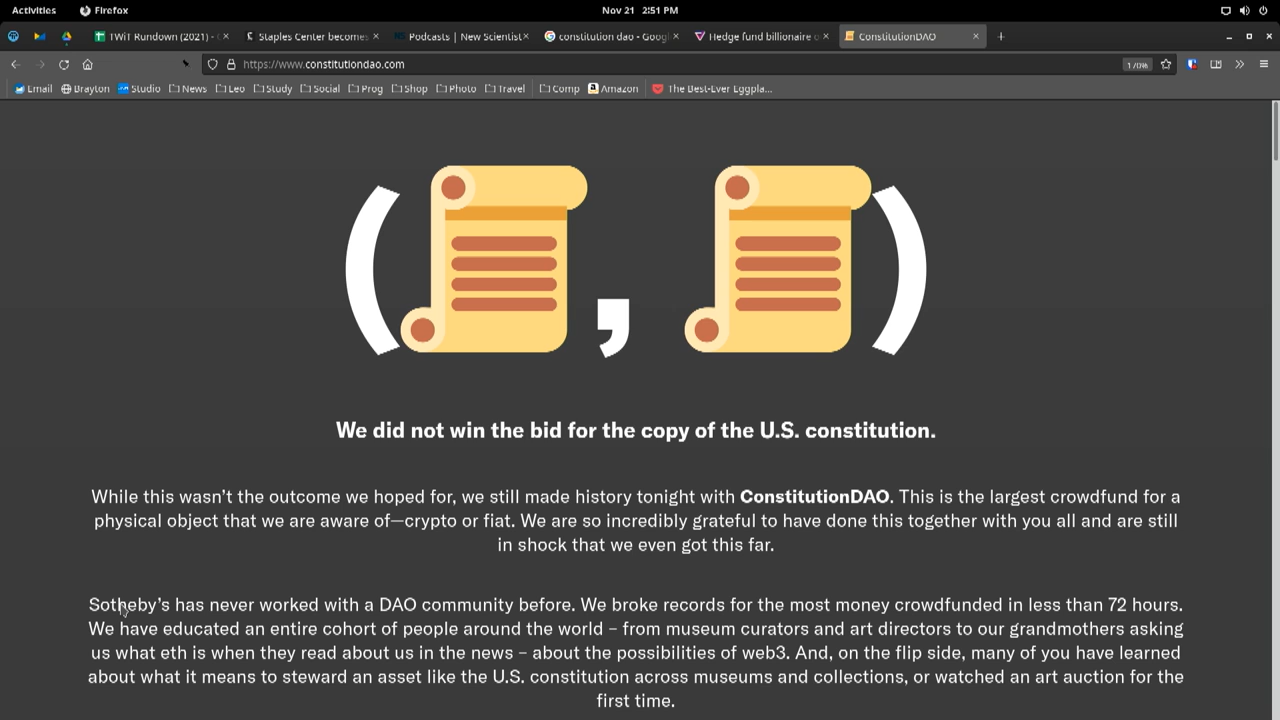 Activities Firefox Nov 21 2:51 PM
TWiT Rundown (2021) - Staples Center becomes Podcasts | New Scientist constitution dao - Goog Hedge fund billionaire ConstitutionDAO
https://www.constitutiondao.com 170%
Email Brayton Studio News Leo Study Social Prog Shop Photo Travel Comp Amazon The Best-Ever Eggpla...
( , )
We did not win the bid for the copy of the U.S. constitution.
While this wasn't the outcome we hoped for, we still made history tonight with ConstitutionDAO. This is the largest crowdfund for a
physical object that we are aware of—crypto or fiat. We are so incredibly grateful to have done this together with you all and are still
in shock that we even got this far.
Sotheby's has never worked with a DAO community before. We broke records for the most money crowdfunded in less than 72 hours.
We have educated an entire cohort of people around the world – from museum curators and art directors to our grandmothers asking
us what eth is when they read about us in the news – about the possibilities of web3. And, on the flip side, many of you have learned
about what it means to steward an asset like the U.S. constitution across museums and collections, or watched an art auction for the
first time.